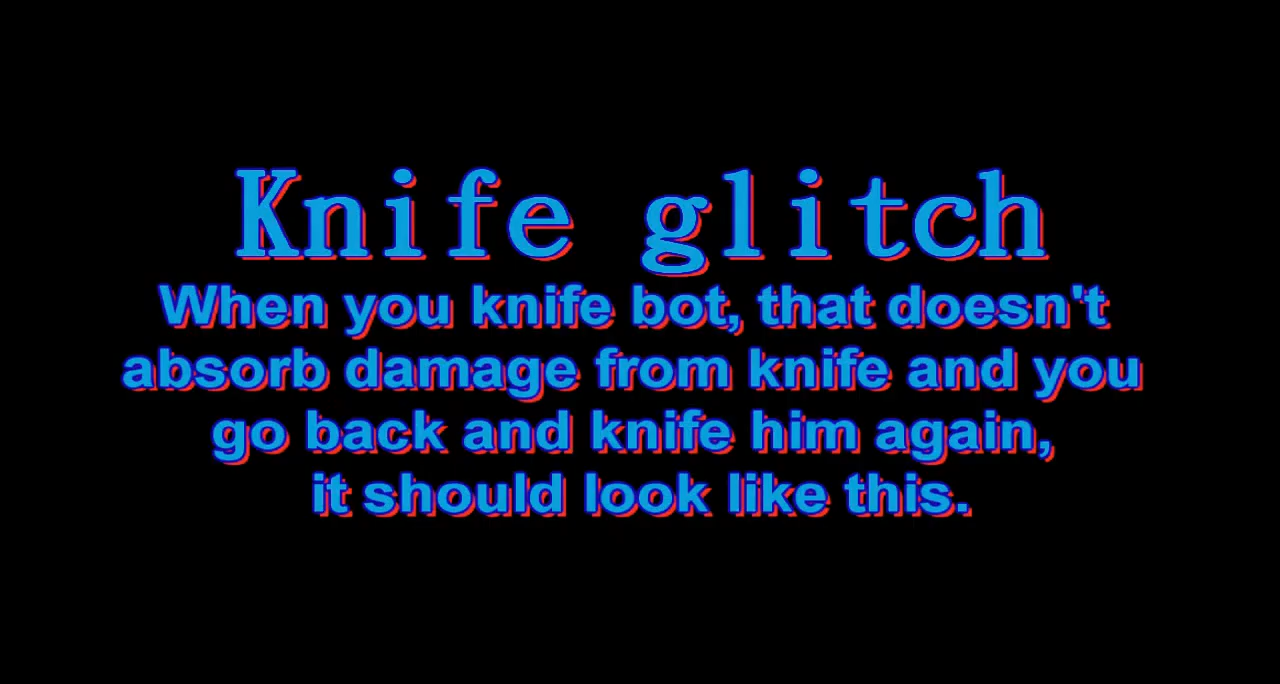 Knife glitch
When you knife bot, that doesn't
absorb damage from knife and you
go back and knife him again,
it should look like this.